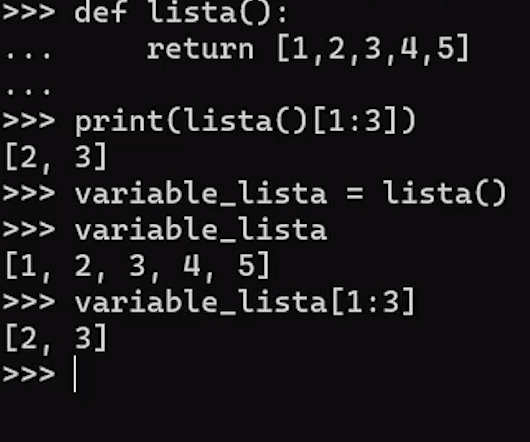 >>> def lista():
...     return [1,2,3,4,5]
...
>>> print(lista()[1:3])
[2, 3]
>>> variable_lista = lista()
>>> variable_lista
[1, 2, 3, 4, 5]
>>> variable_lista[1:3]
[2, 3]
>>>